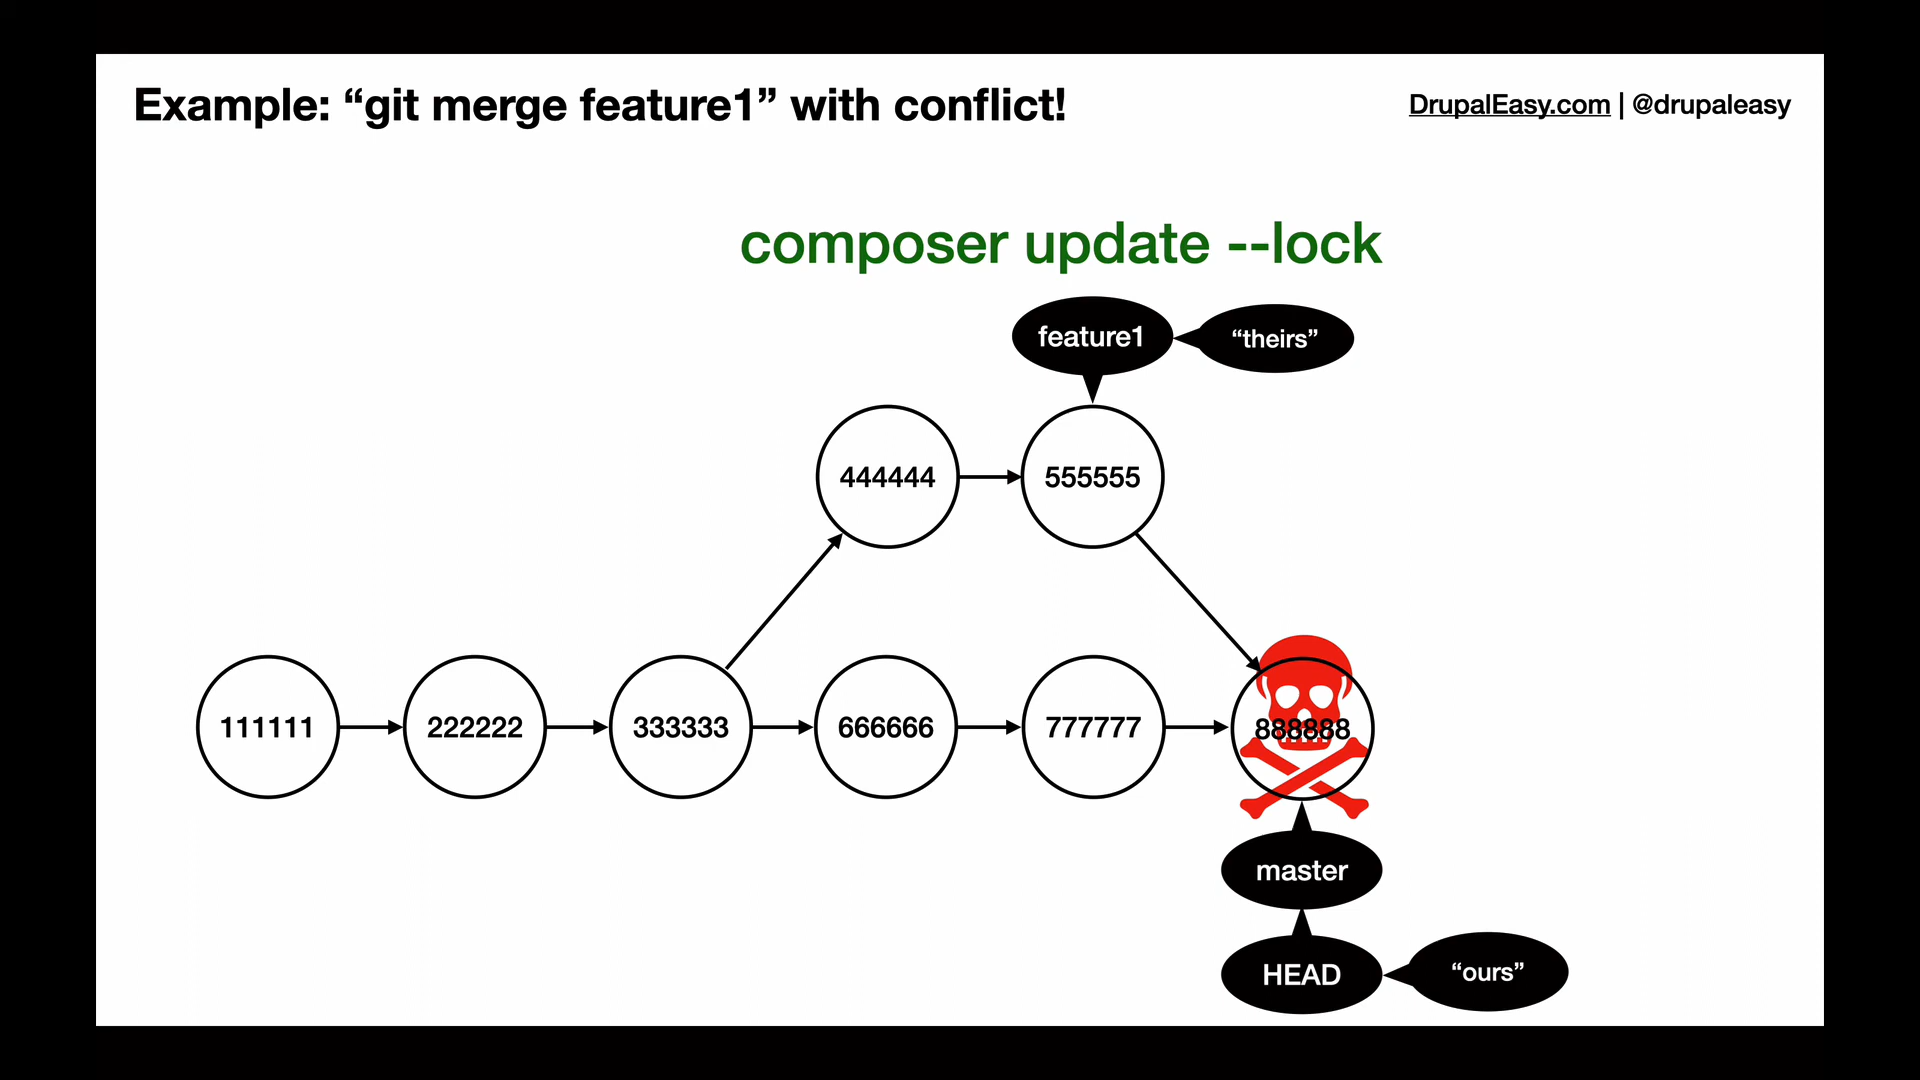 Example: “git merge feature1” with conflict!
DrupalEasy.com | @drupaleasy
composer update --lock
feature1
“theirs”
444444
555555
111111
222222
333333
666666
777777
888888
master
HEAD
“ours”